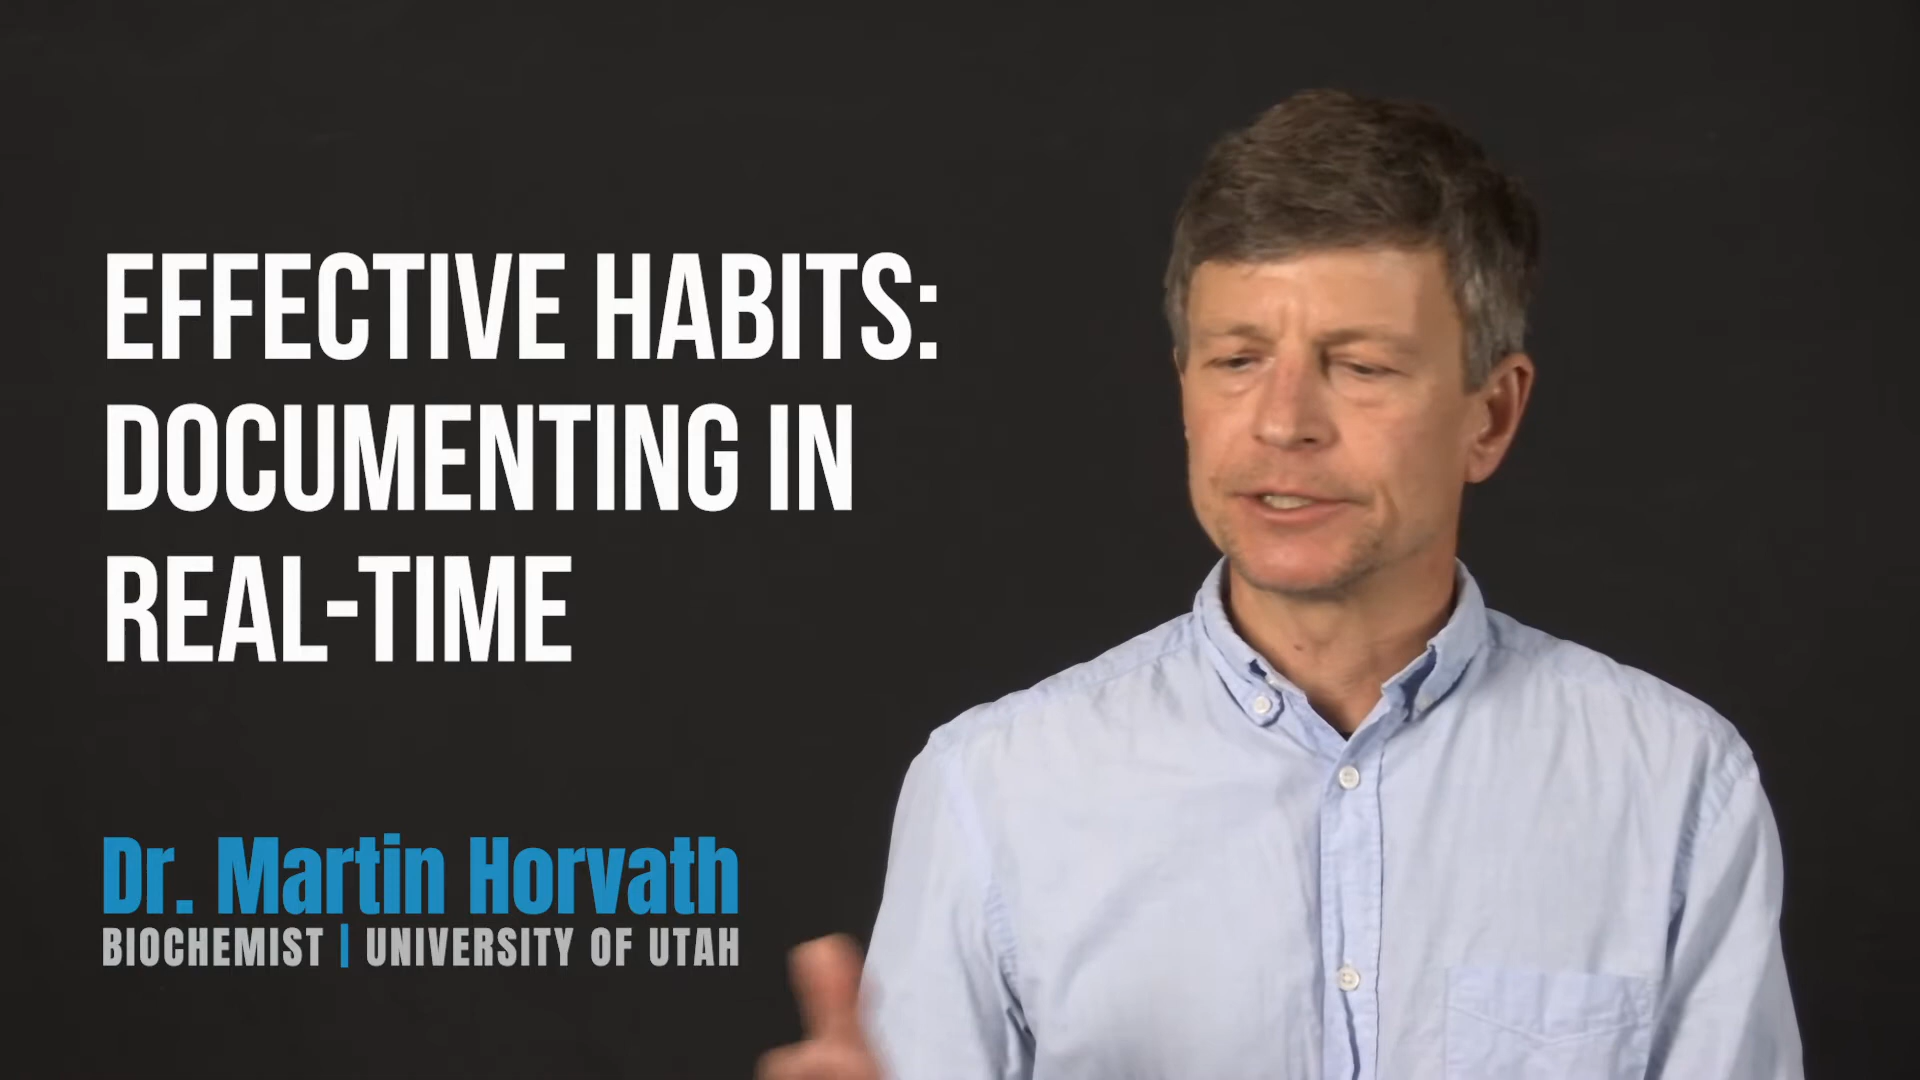 EFFECTIVE HABITS:
DOCUMENTING IN
REAL-TIME
Dr. Martin Horvath
BIOCHEMIST | UNIVERSITY OF UTAH